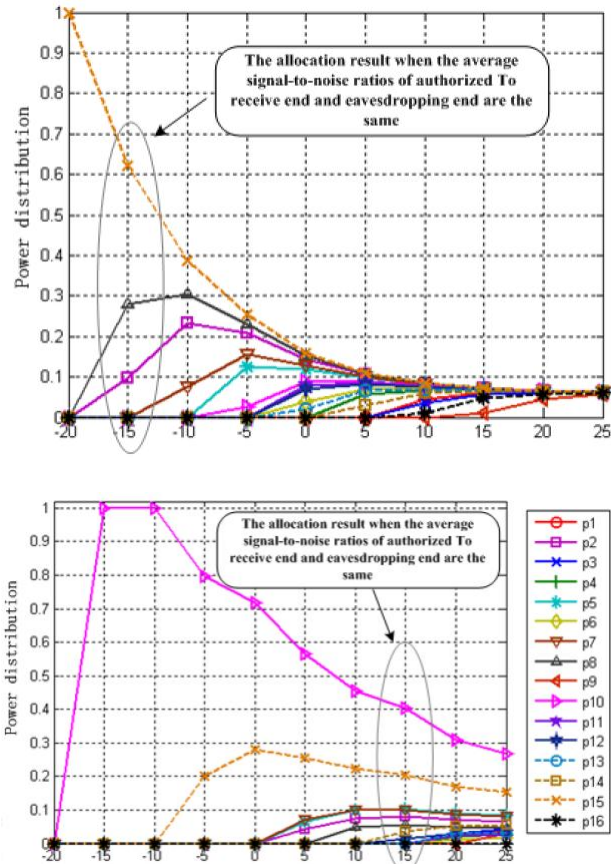 1
0.9
0.8
0.7
0.6
0.5
0.4
0.3
0.2
0.1
0
Power distribution
The allocation result when the average
signal-to-noise ratios of authorized To
receive end and eavesdropping end are the
same
-20 -15 -10 -5 0 5 10 15 20 25
1
0.9
0.8
0.7
0.6
0.5
0.4
0.3
0.2
0.1
0
Power distribution
The allocation result when the average
signal-to-noise ratios of authorized To
receive end and eavesdropping end are the
same
-20 -15 -10 -5 0 5 10 15 20 25
p1
p2
p3
p4
p5
p6
p7
p8
p9
p10
p11
p12
p13
p14
p15
p16